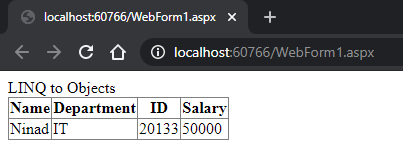 localhost:60766/WebForm1.aspx
localhost:60766/WebForm1.aspx
LINQ to Objects
Name Department ID Salary
Ninad IT 20133 50000